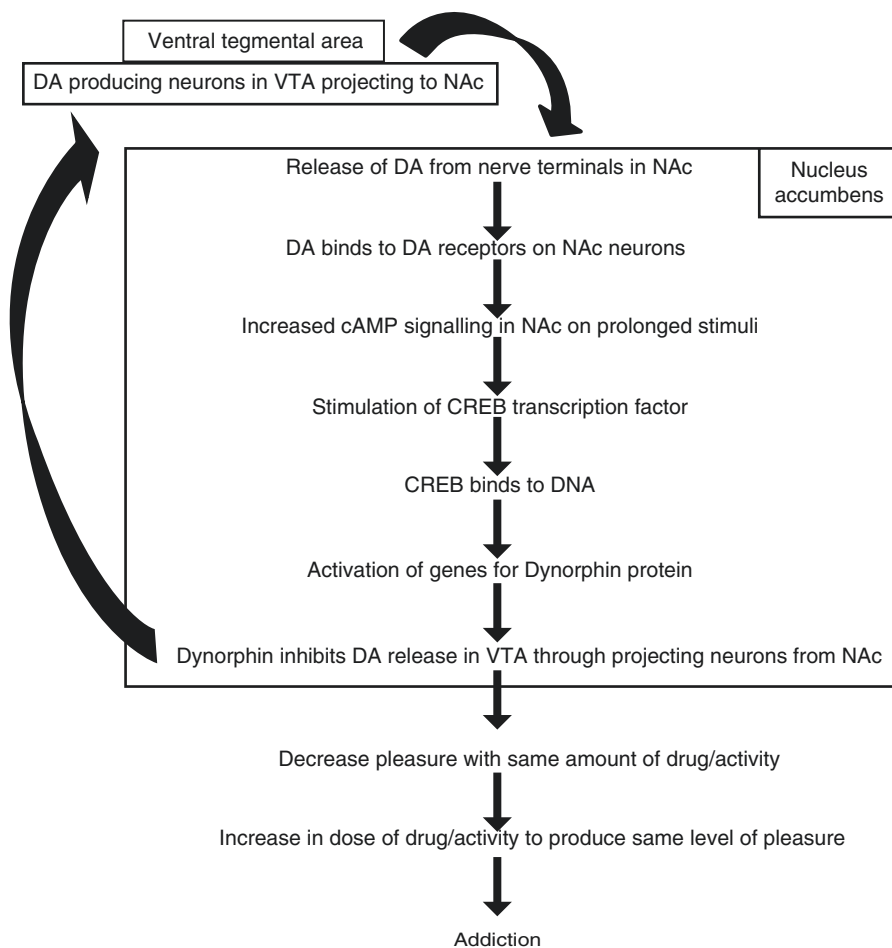 Ventral tegmental area
DA producing neurons in VTA projecting to NAc
Release of DA from nerve terminals in NAc
Nucleus
accumbens
DA binds to DA receptors on NAc neurons
Increased cAMP signalling in NAc on prolonged stimuli
Stimulation of CREB transcription factor
CREB binds to DNA
Activation of genes for Dynorphin protein
Dynorphin inhibits DA release in VTA through projecting neurons from NAc
Decrease pleasure with same amount of drug/activity
Increase in dose of drug/activity to produce same level of pleasure
Addiction